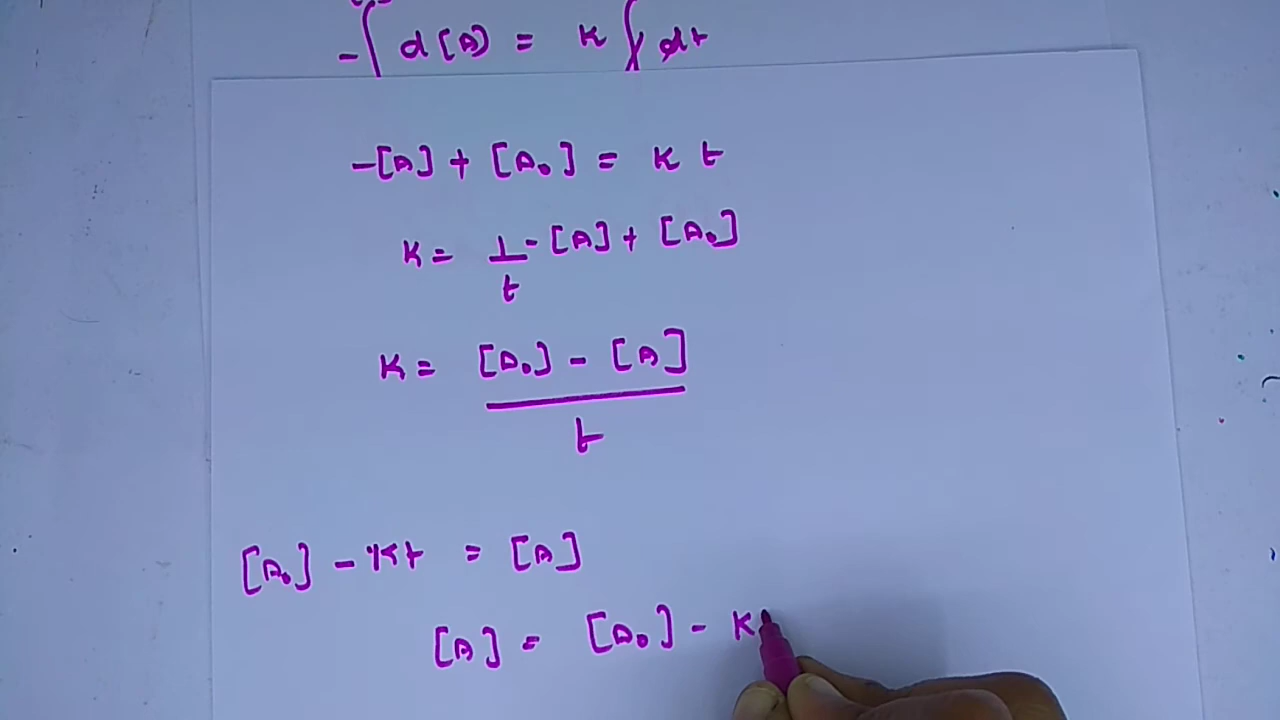 -∫ d[A] = K ∫ dt
-[A] + [A₀] = K t
K = 1/t -[A] + [A₀]
K = [A₀] - [A] / t
[A₀] - Kt = [A]
[A] = [A₀] - K